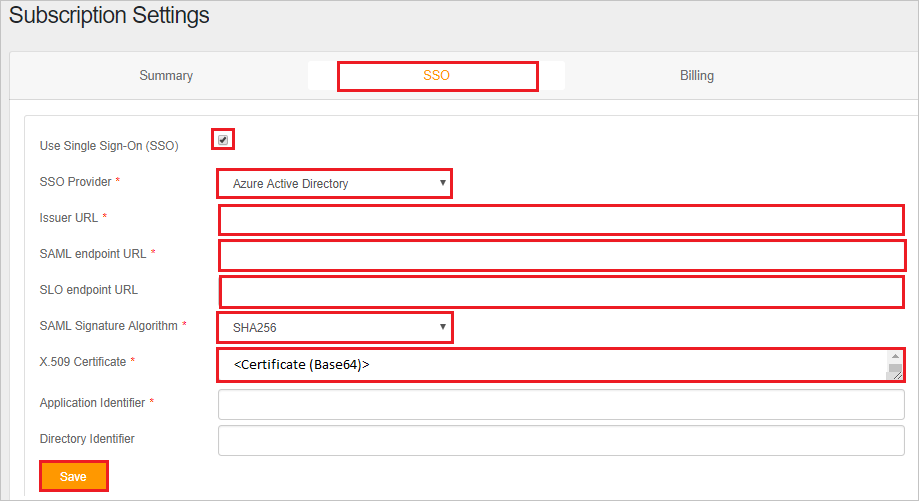 Subscription Settings
Summary SSO Billing
Use Single Sign-On (SSO)
SSO Provider * Azure Active Directory
Issuer URL *
SAML endpoint URL *
SLO endpoint URL
SAML Signature Algorithm * SHA256
X.509 Certificate * <Certificate (Base64)>
Application Identifier *
Directory Identifier
Save